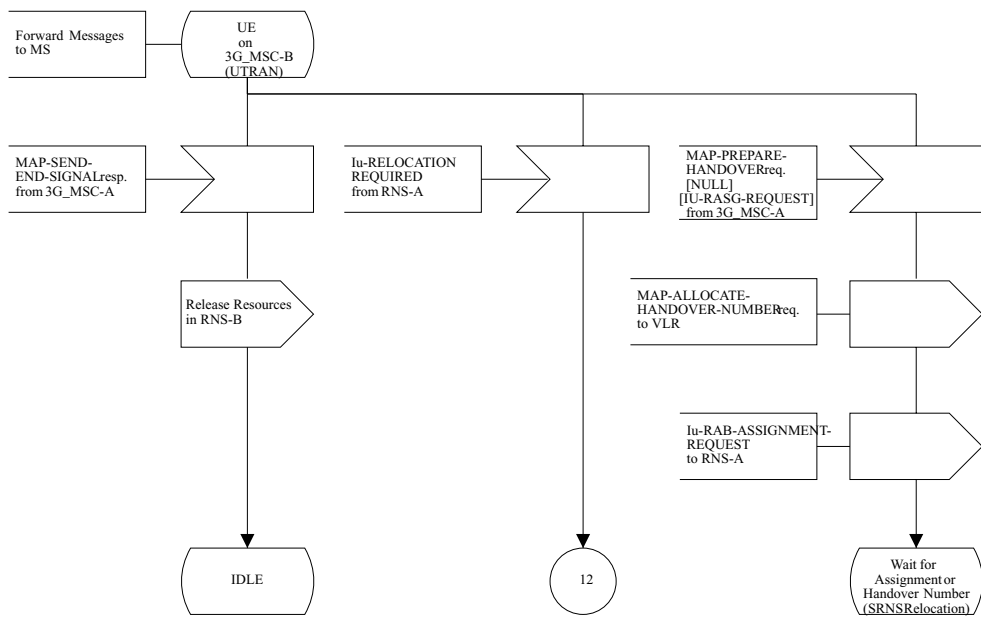 Forward Messages
to MS
UE
on
3G_MSC-B
(UTRAN)
MAP-SEND-
END-SIGNALresp.
from 3G_MSC-A
Iu-RELOCATION
REQUIRED
from RNS-A
MAP-PREPARE-
HANDOVERreq.
[NULL]
[IU-RASG-REQUEST]
from 3G_MSC-A
Release Resources
in RNS-B
MAP-ALLOCATE-
HANDOVER-NUMBERreq.
to VLR
Iu-RAB-ASSIGNMENT-
REQUEST
to RNS-A
IDLE
12
Wait for
Assignment or
Handover Number
(SRNSRelocation)